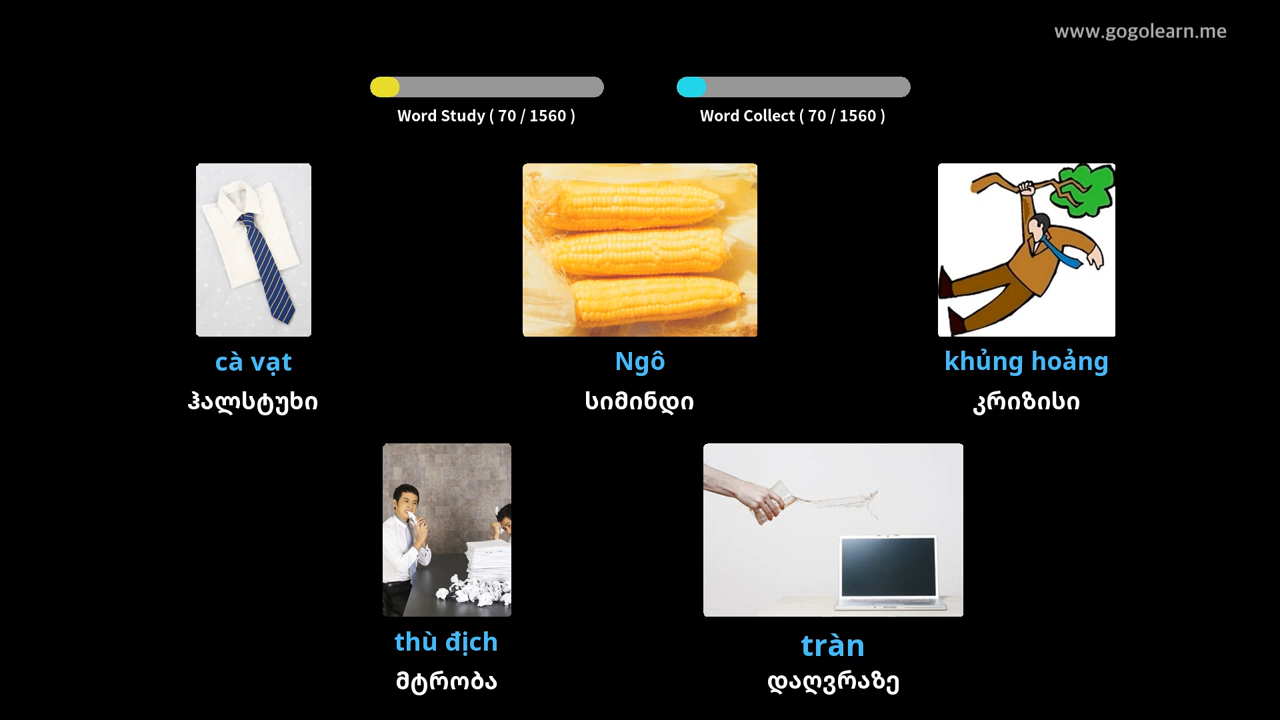 www.gogolearn.me
Word Study ( 70 / 1560 )
Word Collect ( 70 / 1560 )
cà vạt
ჰალსტუხი
Ngô
სიმინდი
khủng hoảng
კრიზისი
thù địch
მტრობა
tràn
დაღვრაზე